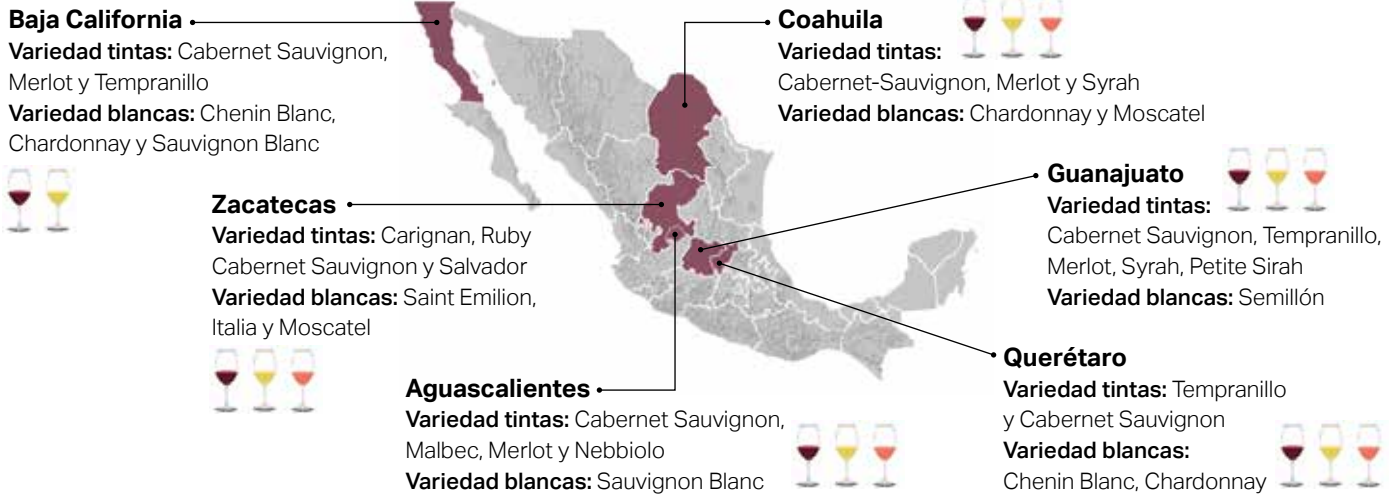 Baja California
Variedad tintas: Cabernet Sauvignon,
Merlot y Tempranillo
Variedad blancas: Chenin Blanc,
Chardonnay y Sauvignon Blanc
Coahuila
Variedad tintas:
Cabernet-Sauvignon, Merlot y Syrah
Variedad blancas: Chardonnay y Moscatel
Zacatecas
Variedad tintas: Carignan, Ruby
Cabernet Sauvignon y Salvador
Variedad blancas: Saint Emilion,
Italia y Moscatel
Guanajuato
Variedad tintas:
Cabernet Sauvignon, Tempranillo,
Merlot, Syrah, Petite Sirah
Variedad blancas: Semillón
Aguascalientes
Variedad tintas: Cabernet Sauvignon,
Malbec, Merlot y Nebbiolo
Variedad blancas: Sauvignon Blanc
Querétaro
Variedad tintas: Tempranillo
y Cabernet Sauvignon
Variedad blancas:
Chenin Blanc, Chardonnay